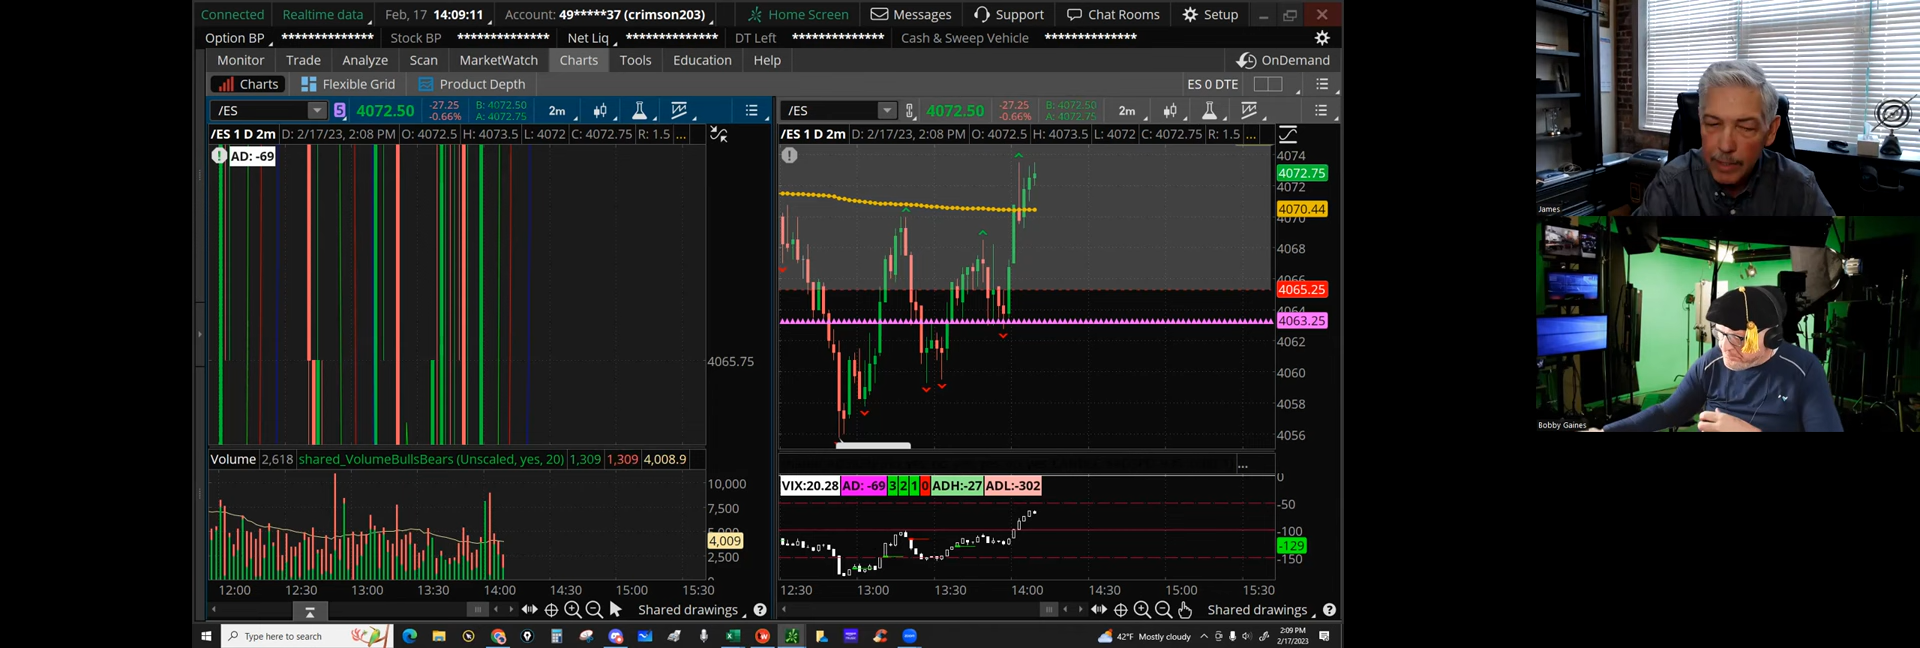 Connected Realtime data Feb, 17 14:09:11 Account: 49*****37 (crimson203) Home Screen Messages Support Chat Rooms Setup
Option BP ************** Stock BP ************** Net Liq ************** DT Left ************** Cash & Sweep Vehicle **************
Monitor Trade Analyze Scan MarketWatch Charts Tools Education Help OnDemand
Charts Flexible Grid Product Depth ES 0 DTE
/ES 5 4072.50 -27.25 -0.66% B: 4072.50 A: 4072.75 2m
/ES 1 D 2m D: 2/17/23, 2:08 PM O: 4072.5 H: 4073.5 L: 4072 C: 4072.75 R: 1.5 ...
AD: -69
4065.75
Volume 2,618 shared_VolumeBullsBears (Unscaled, yes, 20) 1,309 1,309 4,008.9
10,000
7,500
4,009
2,500
12:00 12:30 13:00 13:30 14:00 14:30 15:00 15:30
Shared drawings
/ES 4072.50 -27.25 -0.66% B: 4072.50 A: 4072.75 2m
/ES 1 D 2m D: 2/17/23, 2:08 PM O: 4072.5 H: 4073.5 L: 4072 C: 4072.75 R: 1.5 ...
4074
4072.75
4072
4070.44
4070
4068
4066
4065.25
4064
4063.25
4062
4060
4058
4056
...
VIX:20.28 AD: -69 3 2 1 0 ADH:-27 ADL:-302
0
-50
-100
-129
-150
12:30 13:00 13:30 14:00 14:30 15:00 15:30
Shared drawings
Type here to search
42°F Mostly cloudy
2:09 PM
2/17/2023
James
Bobby Gaines